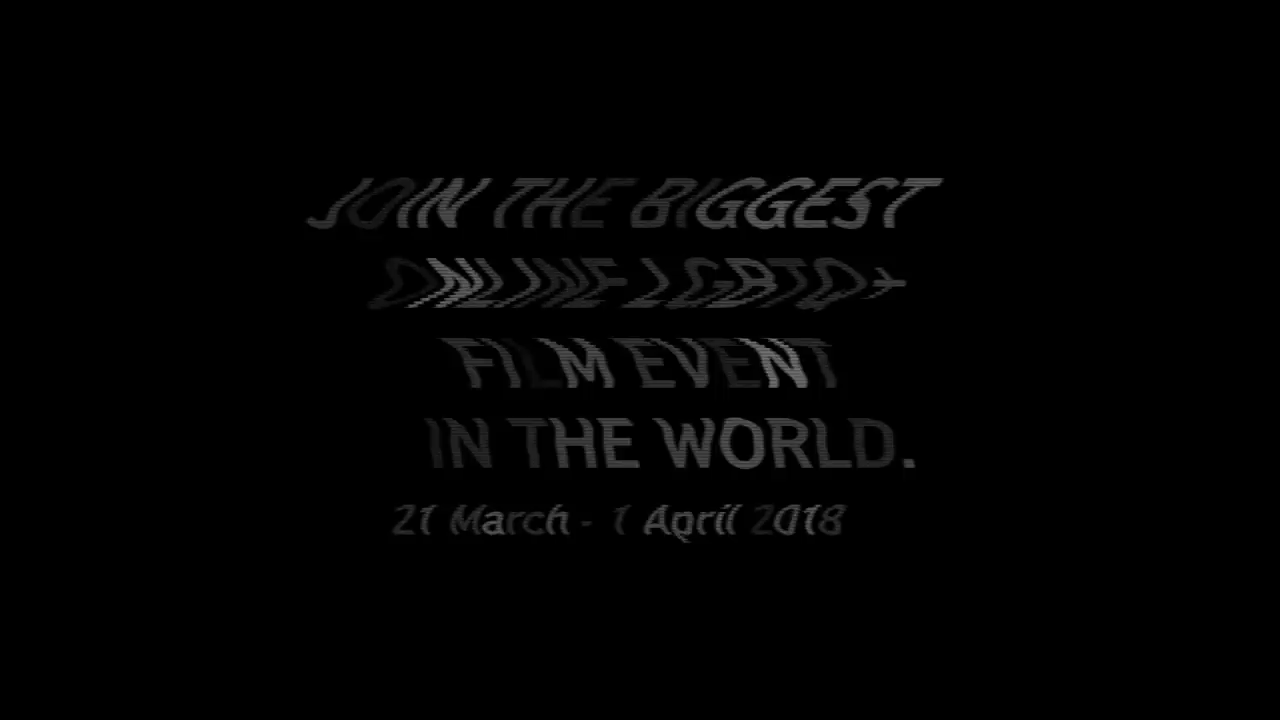 JOIN THE BIGGEST
ONLINE LGBTQ+
FILM EVENT
IN THE WORLD.
21 March - 1 April 2018